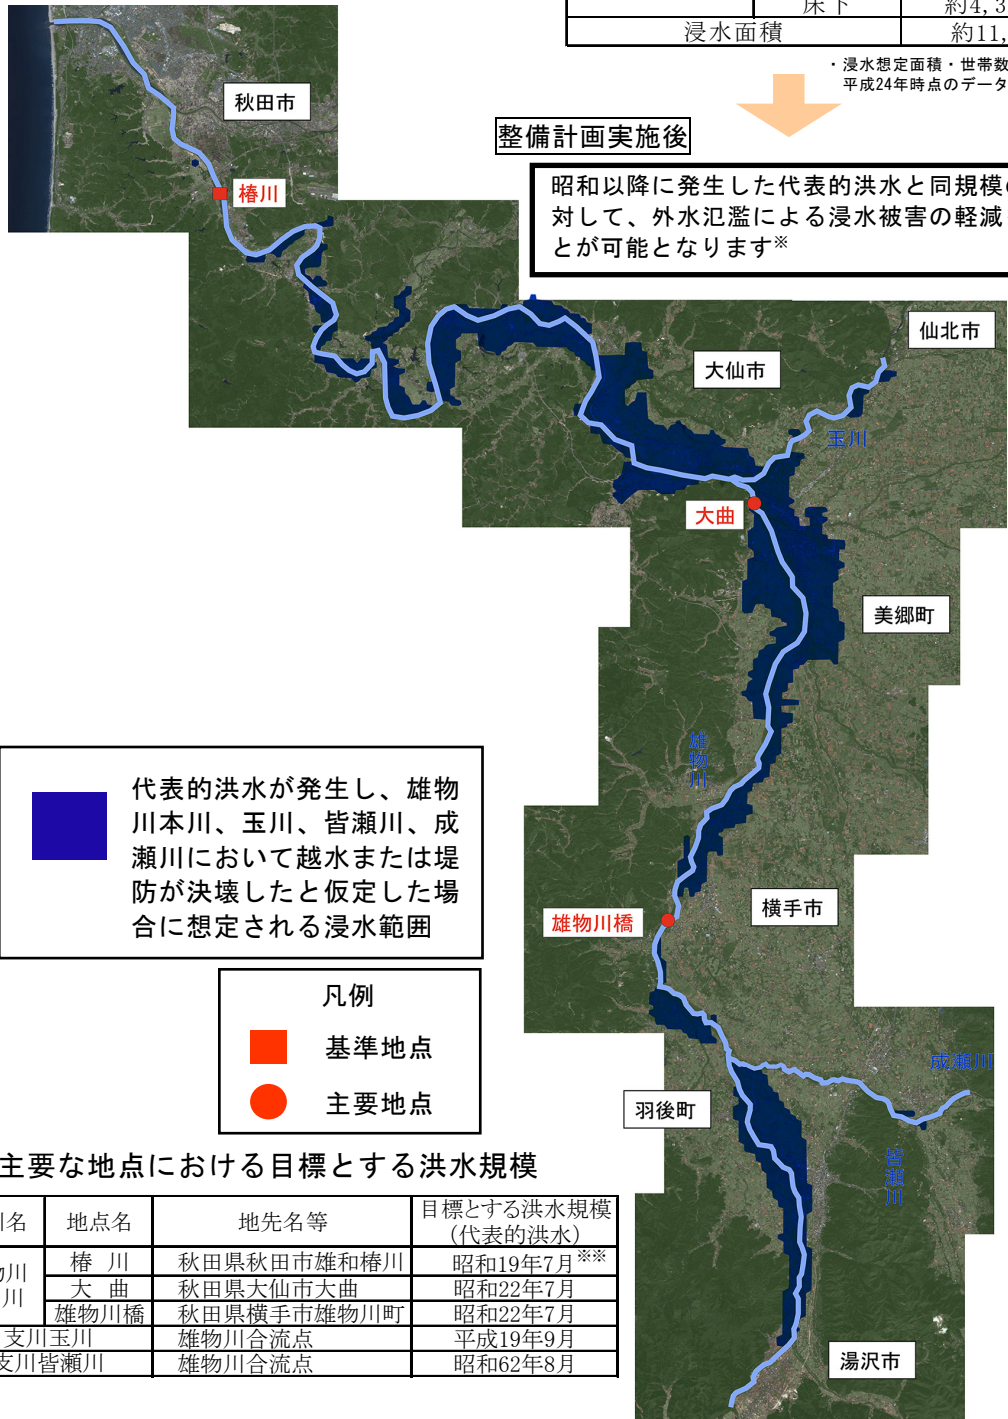 床下 約4,3
浸水面積 約11,
・浸水想定面積・世帯数
平成24年時点のデータ
整備計画実施後
昭和以降に発生した代表的洪水と同規模
対して、外水氾濫による浸水被害の軽減
とが可能となります※
秋田市
椿川
仙北市
大仙市
玉川
大曲
美郷町
雄物川
代表的洪水が発生し、雄物
川本川、玉川、皆瀬川、成
瀬川において越水または堤
防が決壊したと仮定した場
合に想定される浸水範囲
横手市
雄物川橋
凡例
基準地点
主要地点
成瀬川
羽後町
皆瀬川
湯沢市
主要な地点における目標とする洪水規模
川名 地点名 地先名等 目標とする洪水規模
(代表的洪水)
物川
川
椿 川 秋田県秋田市雄和椿川 昭和19年7月※※
大 曲 秋田県大仙市大曲 昭和22年7月
雄物川橋 秋田県横手市雄物川町 昭和22年7月
支川玉川 雄物川合流点 平成19年9月
支川皆瀬川 雄物川合流点 昭和62年8月